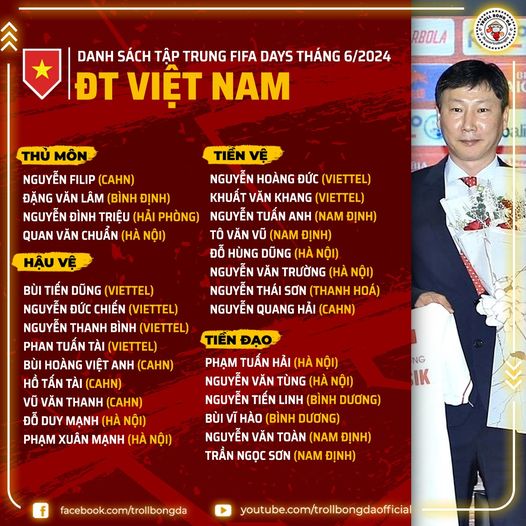 DANH SÁCH TẬP TRUNG FIFA DAYS THÁNG 6/2024
ĐT VIỆT NAM
THỦ MÔN
NGUYỄN FILIP (CAHN)
ĐẶNG VĂN LÂM (BÌNH ĐỊNH)
NGUYỄN ĐÌNH TRIỆU (HẢI PHÒNG)
QUAN VĂN CHUẨN (HÀ NỘI)
HẬU VỆ
BÙI TIẾN DŨNG (VIETTEL)
NGUYỄN ĐỨC CHIẾN (VIETTEL)
NGUYỄN THANH BÌNH (VIETTEL)
PHAN TUẤN TÀI (VIETTEL)
BÙI HOÀNG VIỆT ANH (CAHN)
HỒ TẤN TÀI (CAHN)
VŨ VĂN THANH (CAHN)
ĐỖ DUY MẠNH (HÀ NỘI)
PHẠM XUÂN MẠNH (HÀ NỘI)
TIỀN VỆ
NGUYỄN HOÀNG ĐỨC (VIETTEL)
KHUẤT VĂN KHANG (VIETTEL)
NGUYỄN TUẤN ANH (NAM ĐỊNH)
TÔ VĂN VŨ (NAM ĐỊNH)
ĐỖ HÙNG DŨNG (HÀ NỘI)
NGUYỄN VĂN TRƯỜNG (HÀ NỘI)
NGUYỄN THÁI SƠN (THANH HOÁ)
NGUYỄN QUANG HẢI (CAHN)
TIỀN ĐẠO
PHẠM TUẤN HẢI (HÀ NỘI)
NGUYỄN VĂN TÙNG (HÀ NỘI)
NGUYỄN TIẾN LINH (BÌNH DƯƠNG)
BÙI VĨ HÀO (BÌNH DƯƠNG)
NGUYỄN VĂN TOÀN (NAM ĐỊNH)
TRẦN NGỌC SƠN (NAM ĐỊNH)
TROLL BONG DA
facebook.com/trollbongda
youtube.com/trollbongdaofficial